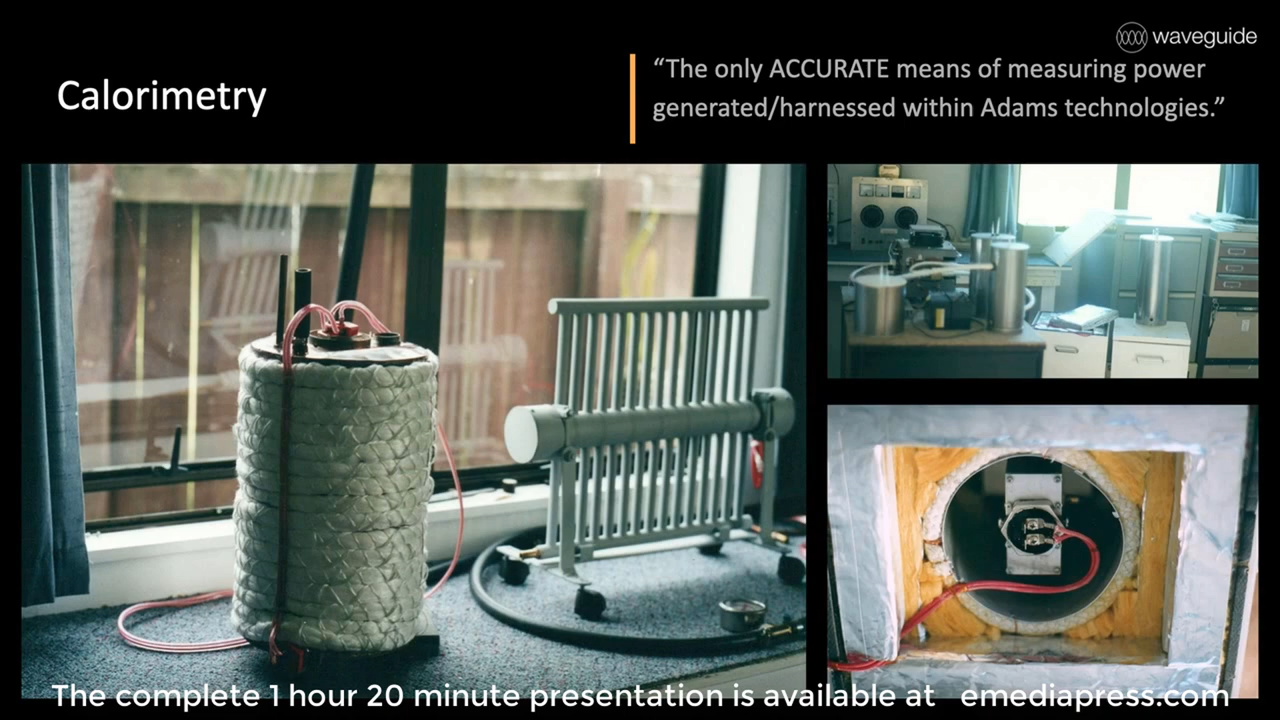 waveguide
Calorimetry
“The only ACCURATE means of measuring power
generated/harnessed within Adams technologies.”
The complete 1 hour 20 minute presentation is available at emediapress.com